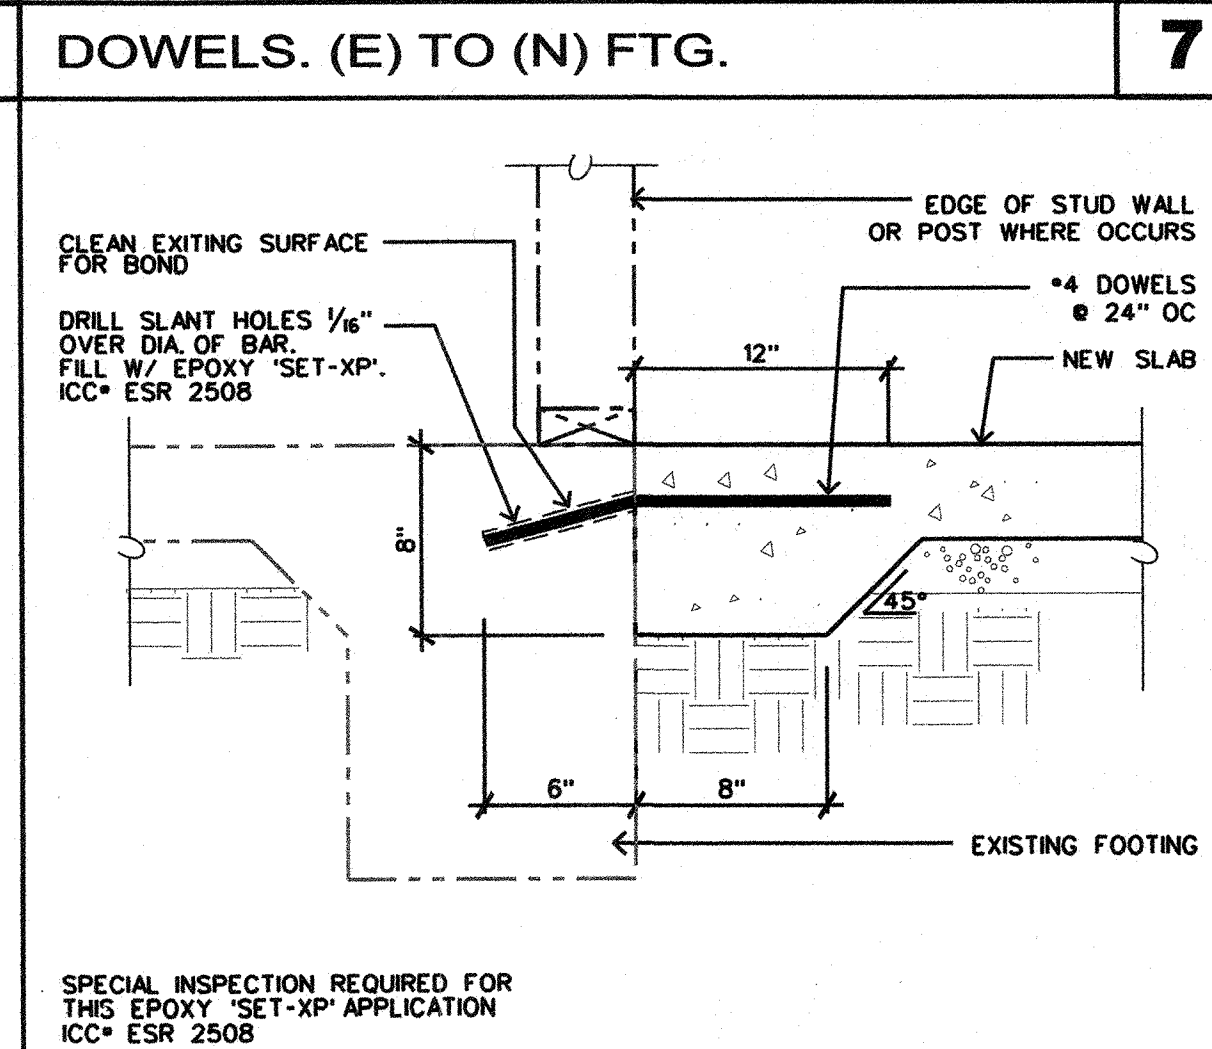 DOWELS. (E) TO (N) FTG.
7
EDGE OF STUD WALL
OR POST WHERE OCCURS
CLEAN EXITING SURFACE
FOR BOND
#4 DOWELS
@ 24" OC
DRILL SLANT HOLES 1/16"
OVER DIA. OF BAR.
FILL W/ EPOXY 'SET-XP'.
ICC# ESR 2508
12"
NEW SLAB
8"
45°
6"
8"
EXISTING FOOTING
SPECIAL INSPECTION REQUIRED FOR
THIS EPOXY 'SET-XP' APPLICATION
ICC# ESR 2508